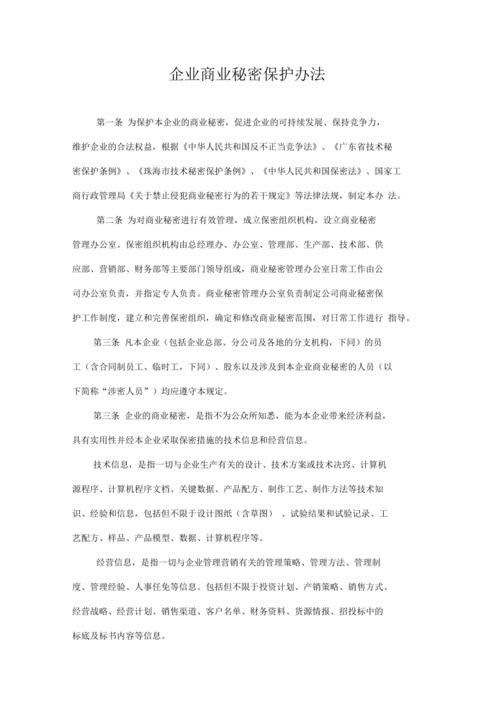 企业商业秘密保护办法
第一条 为保护本企业的商业秘密，促进企业的可持续发展、保持竞争力，
维护企业的合法权益，根据《中华人民共和国反不正当竞争法》、《广东省技术秘
密保护条例》、《珠海市技术秘密保护条例》、《中华人民共和国保密法》、国家工
商行政管理局《关于禁止侵犯商业秘密行为的若干规定》等法律法规，制定本办 法。
第二条 为对商业秘密进行有效管理，成立保密组织机构，设立商业秘密
管理办公室。保密组织机构由总经理办、办公室、管理部、生产部、技术部、供
应部、营销部、财务部等主要部门领导组成，商业秘密管理办公室日常工作由公
司办公室负责，并指定专人负责。商业秘密管理办公室负责制定公司商业秘密保
护工作制度，建立和完善保密组织，确定和修改商业秘密范围，对日常工作进行 指导。
第三条 凡本企业（包括企业总部、分公司及各地的分支机构，下同）的员
工（含合同制员工、临时工，下同）、股东以及涉及到本企业商业秘密的人员（以
下简称“涉密人员”）均应遵守本规定。
第三条 企业的商业秘密，是指不为公众所知悉，能为本企业带来经济利益，
具有实用性并经本企业采取保密措施的技术信息和经营信息。
技术信息，是指一切与企业生产有关的设计、技术方案或技术决窍、计算机
源程序、计算机程序文档、关键数据、产品配方、制作工艺、制作方法等技术知
识、经验和信息，包括但不限于设计图纸（含草图） 、试验结果和试验记录、工
艺配方、样品、产品模型、数据、计算机程序等。
经营信息，是指一切与企业管理营销有关的管理策略、管理方法、管理制
度、管理经验、人事任免等信息。包括但不限于投资计划、产销策略、销售方式、
经营战略、经营计划、销售渠道、客户名单、财务资料、货源情报、招投标中的
标底及标书内容等信息。